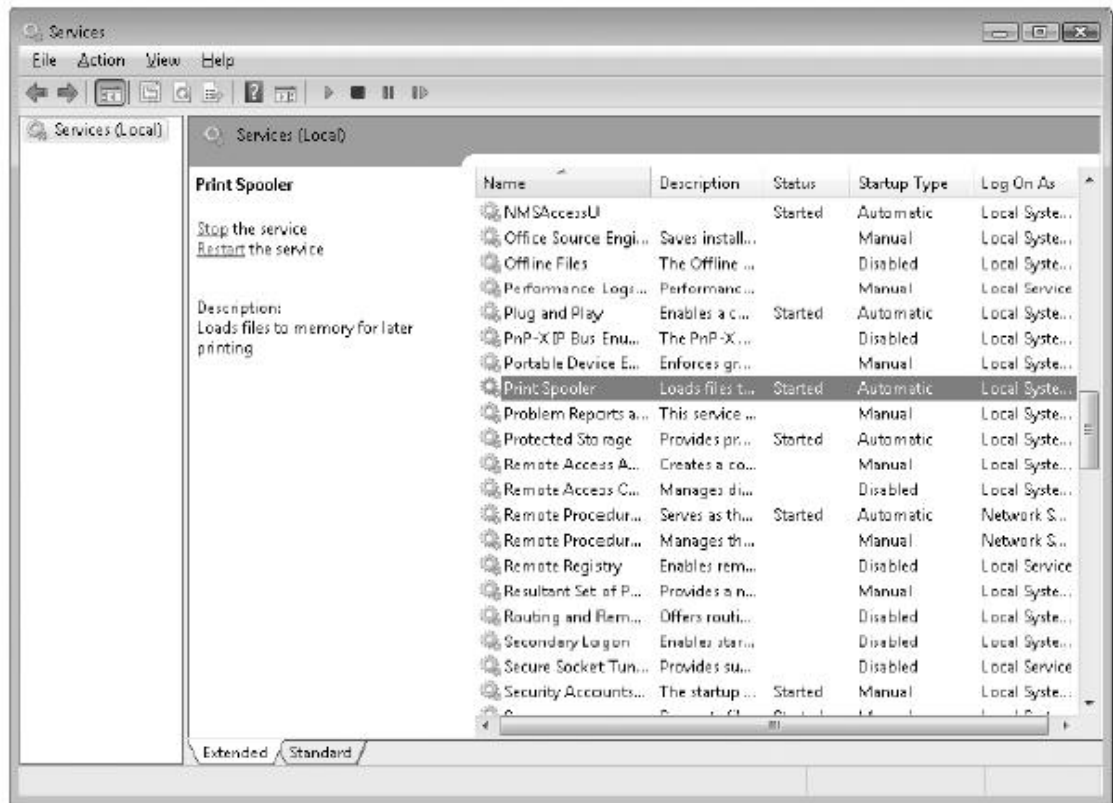 Services
File Action View Help
Services (Local)
Services (Local)
Print Spooler
Stop the service
Restart the service
Description:
Loads files to memory for later
printing
Name Description Status Startup Type Log On As
NMSAccessU Started Automatic Local Syste...
Office Source Engi... Saves install... Manual Local Syste...
Offline Files The Offline ... Disabled Local Syste...
Performance Logs... Performanc... Manual Local Service
Plug and Play Enables a c... Started Automatic Local Syste...
PnP-X IP Bus Enu... The PnP-X ... Disabled Local Syste...
Portable Device E... Enforces gr... Manual Local Syste...
Print Spooler Loads files t... Started Automatic Local Syste...
Problem Reports a... This service ... Manual Local Syste...
Protected Storage Provides pr... Started Automatic Local Syste...
Remote Access A... Creates a co... Manual Local Syste...
Remote Access C... Manages di... Disabled Local Syste...
Remote Procedur... Serves as th... Started Automatic Network S...
Remote Procedur... Manages th... Manual Network S...
Remote Registry Enables rem... Disabled Local Service
Resultant Set of P... Provides a n... Manual Local Syste...
Routing and Rem... Offers routi... Disabled Local Syste...
Secondary Logon Enables star... Disabled Local Syste...
Secure Socket Tun... Provides su... Disabled Local Service
Security Accounts... The startup ... Started Manual Local Syste...
Extended Standard